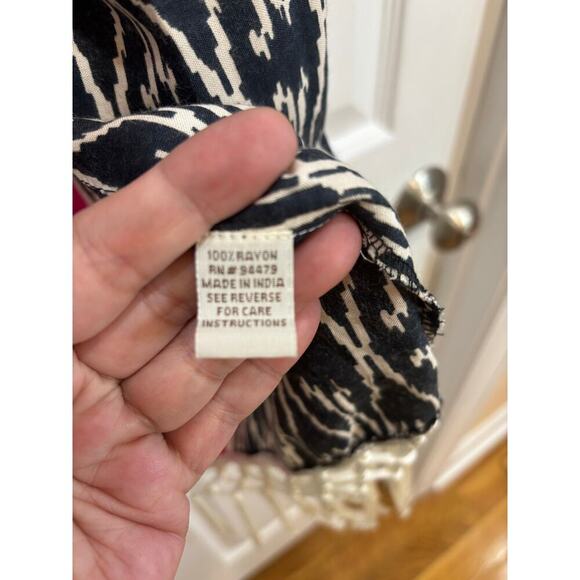 100% RAYON
RN# 94479
MADE IN INDIA
SEE REVERSE
FOR CARE
INSTRUCTIONS